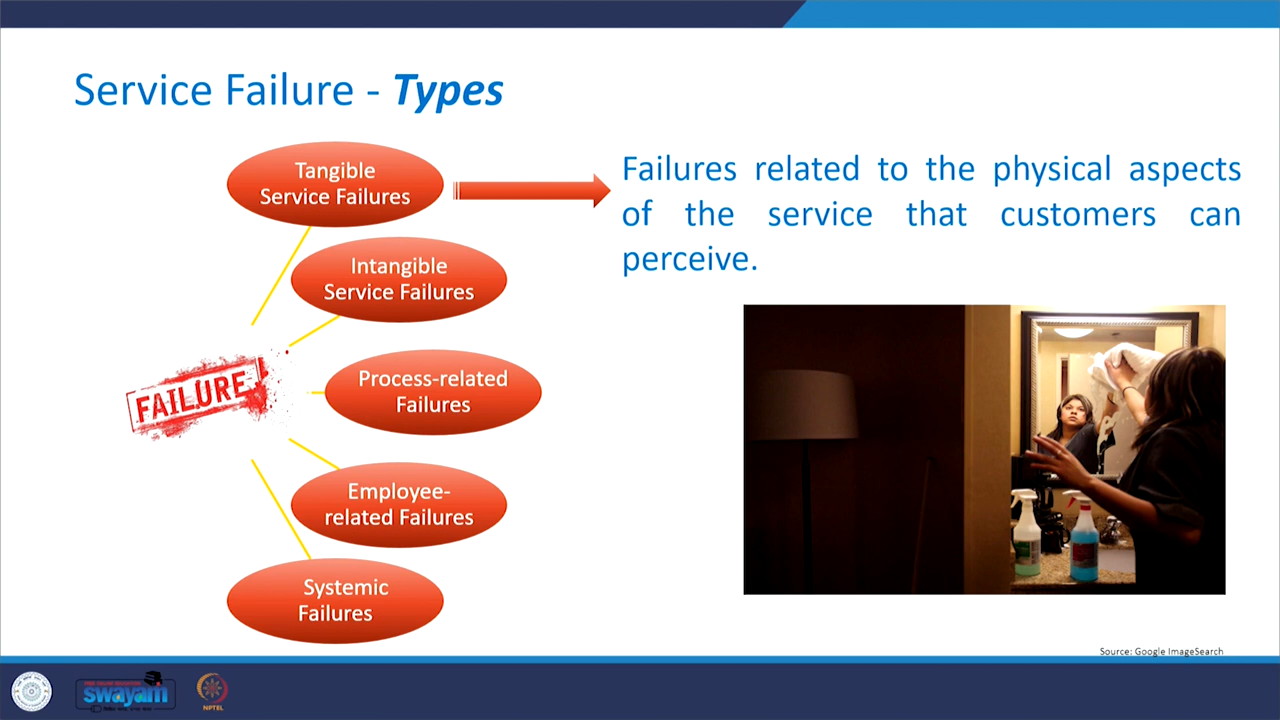 Service Failure - Types
Tangible
Service Failures
Failures related to the physical aspects
of the service that customers can
perceive.
Intangible
Service Failures
FAILURE
Process-related
Failures
Employee-
related Failures
Systemic
Failures
Source: Google ImageSearch
swayam
NPTEL